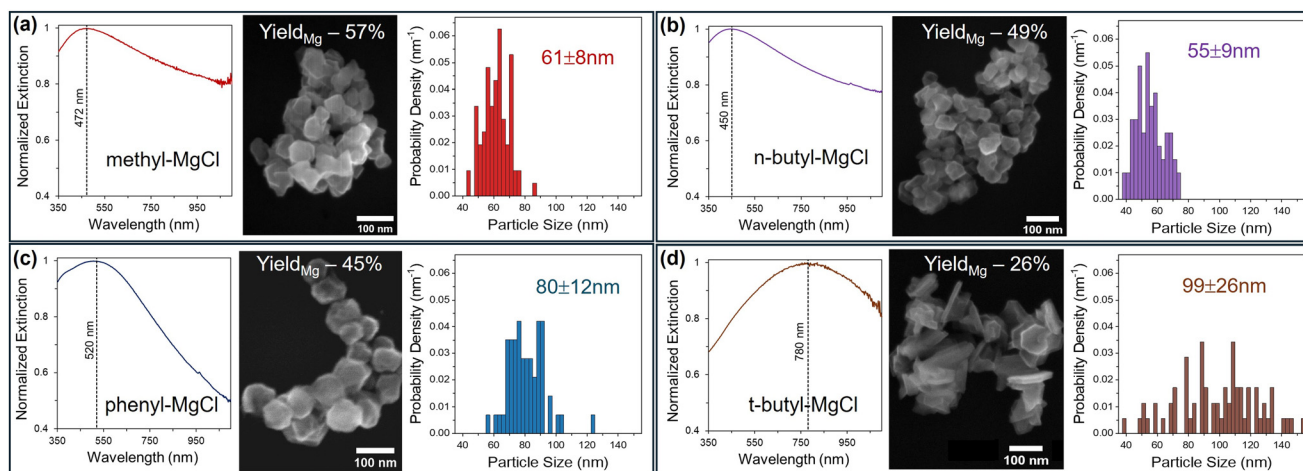 (a)
Normalized Extinction
1
0.8
0.6
0.4
472 nm
methyl-MgCl
350 550 750 950
Wavelength (nm)
YieldMg – 57%
100 nm
Probability Density (nm-1)
0.06
0.05
0.04
0.03
0.02
0.01
0.00
61±8nm
40 60 80 100 120 140
Particle Size (nm)
(b)
Normalized Extinction
1
0.8
0.6
0.4
450 nm
n-butyl-MgCl
350 550 750 950
Wavelength (nm)
YieldMg – 49%
100 nm
Probability Density (nm-1)
0.06
0.05
0.04
0.03
0.02
0.01
0.00
55±9nm
40 60 80 100 120 140
Particle Size (nm)
(c)
Normalized Extinction
1
0.8
0.6
0.4
520 nm
phenyl-MgCl
350 550 750 950
Wavelength (nm)
YieldMg – 45%
100 nm
Probability Density (nm-1)
0.06
0.05
0.04
0.03
0.02
0.01
0.00
80±12nm
40 60 80 100 120 140
Particle Size (nm)
(d)
Normalized Extinction
1
0.8
0.6
0.4
780 nm
t-butyl-MgCl
350 550 750 950
Wavelength (nm)
YieldMg – 26%
100 nm
Probability Density (nm-1)
0.06
0.05
0.04
0.03
0.02
0.01
0.00
99±26nm
40 60 80 100 120 140
Particle Size (nm)